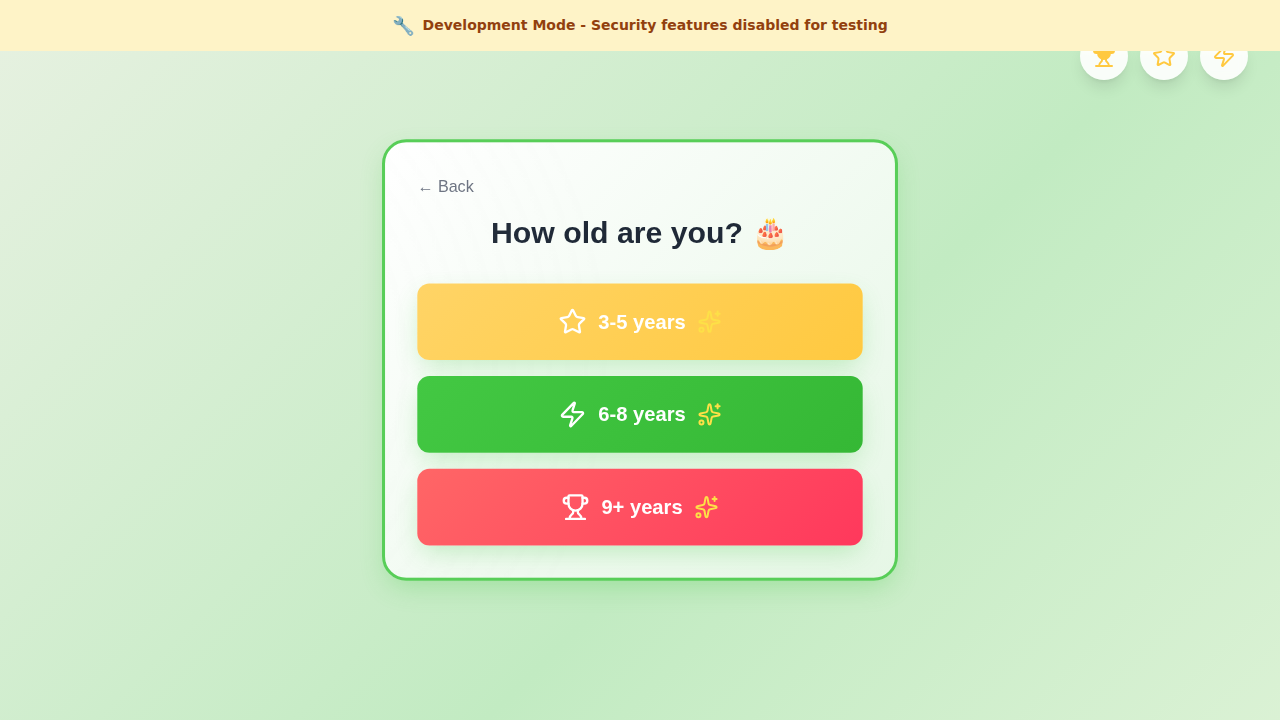 🔧 Development Mode - Security features disabled for testing
← Back
How old are you? 🎂
3-5 years
6-8 years
9+ years